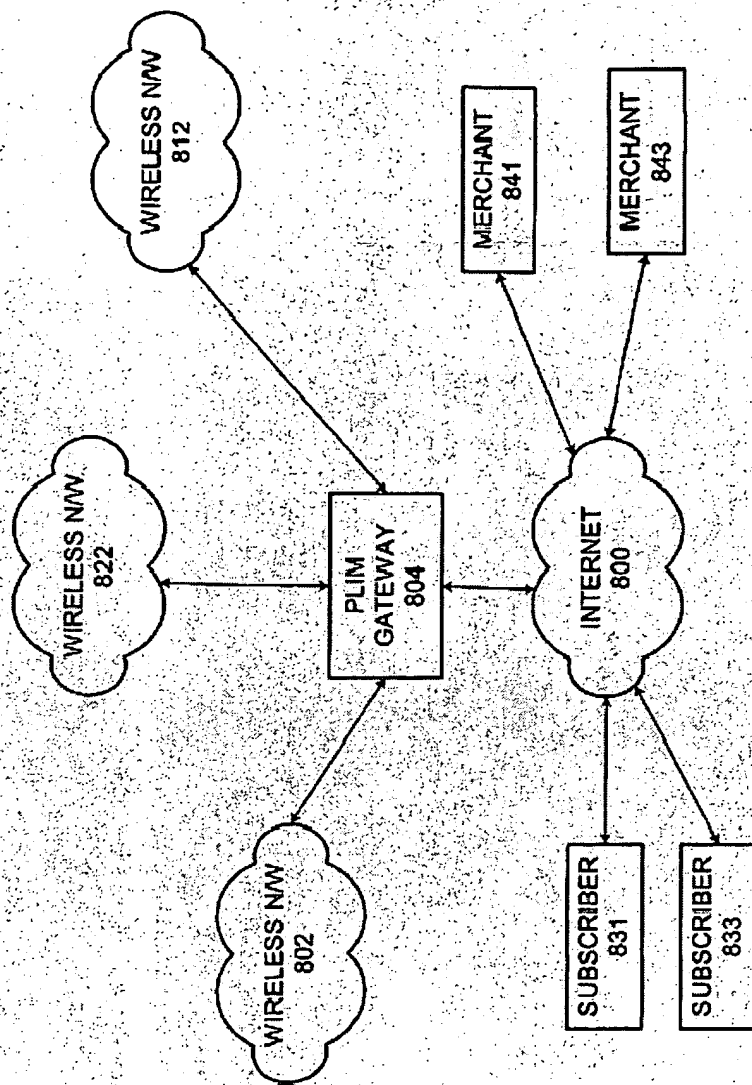 WIRELESS N/W
822
WIRELESS N/W
802
WIRELESS N/W
812
PLIM
GATEWAY
804
INTERNET
800
SUBSCRIBER
831
SUBSCRIBER
833
MERCHANT
841
MERCHANT
843